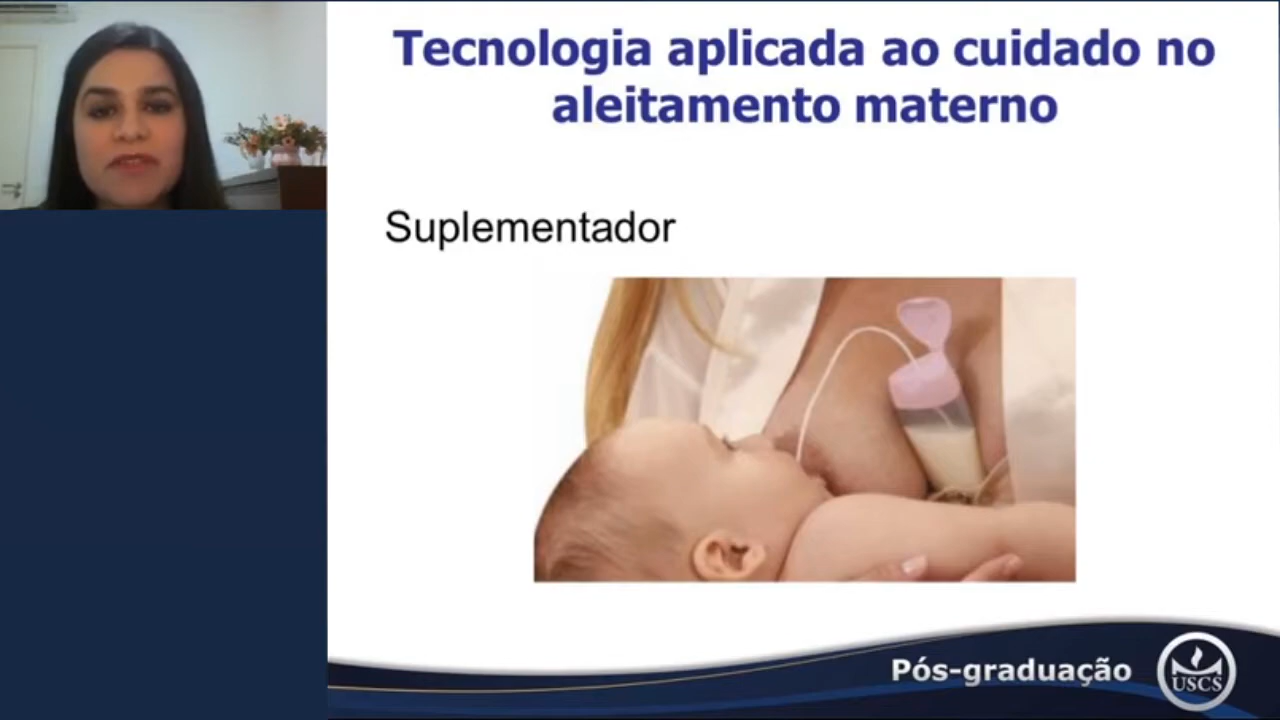 Tecnologia aplicada ao cuidado no
aleitamento materno
Suplementador
Pós-graduação
USCS